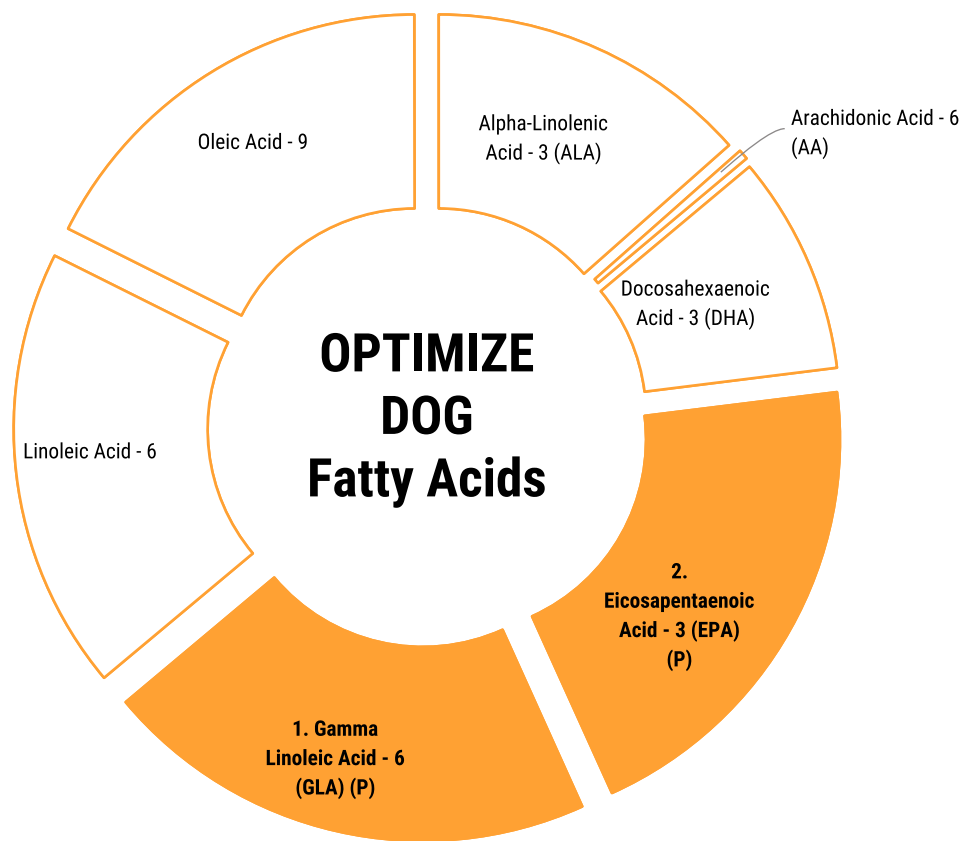 OPTIMIZE
DOG
Fatty Acids
Alpha-Linolenic
Acid - 3 (ALA)
Arachidonic Acid - 6
(AA)
Docosahexaenoic
Acid - 3 (DHA)
2.
Eicosapentaenoic
Acid - 3 (EPA)
(P)
1. Gamma
Linoleic Acid - 6
(GLA) (P)
Linoleic Acid - 6
Oleic Acid - 9